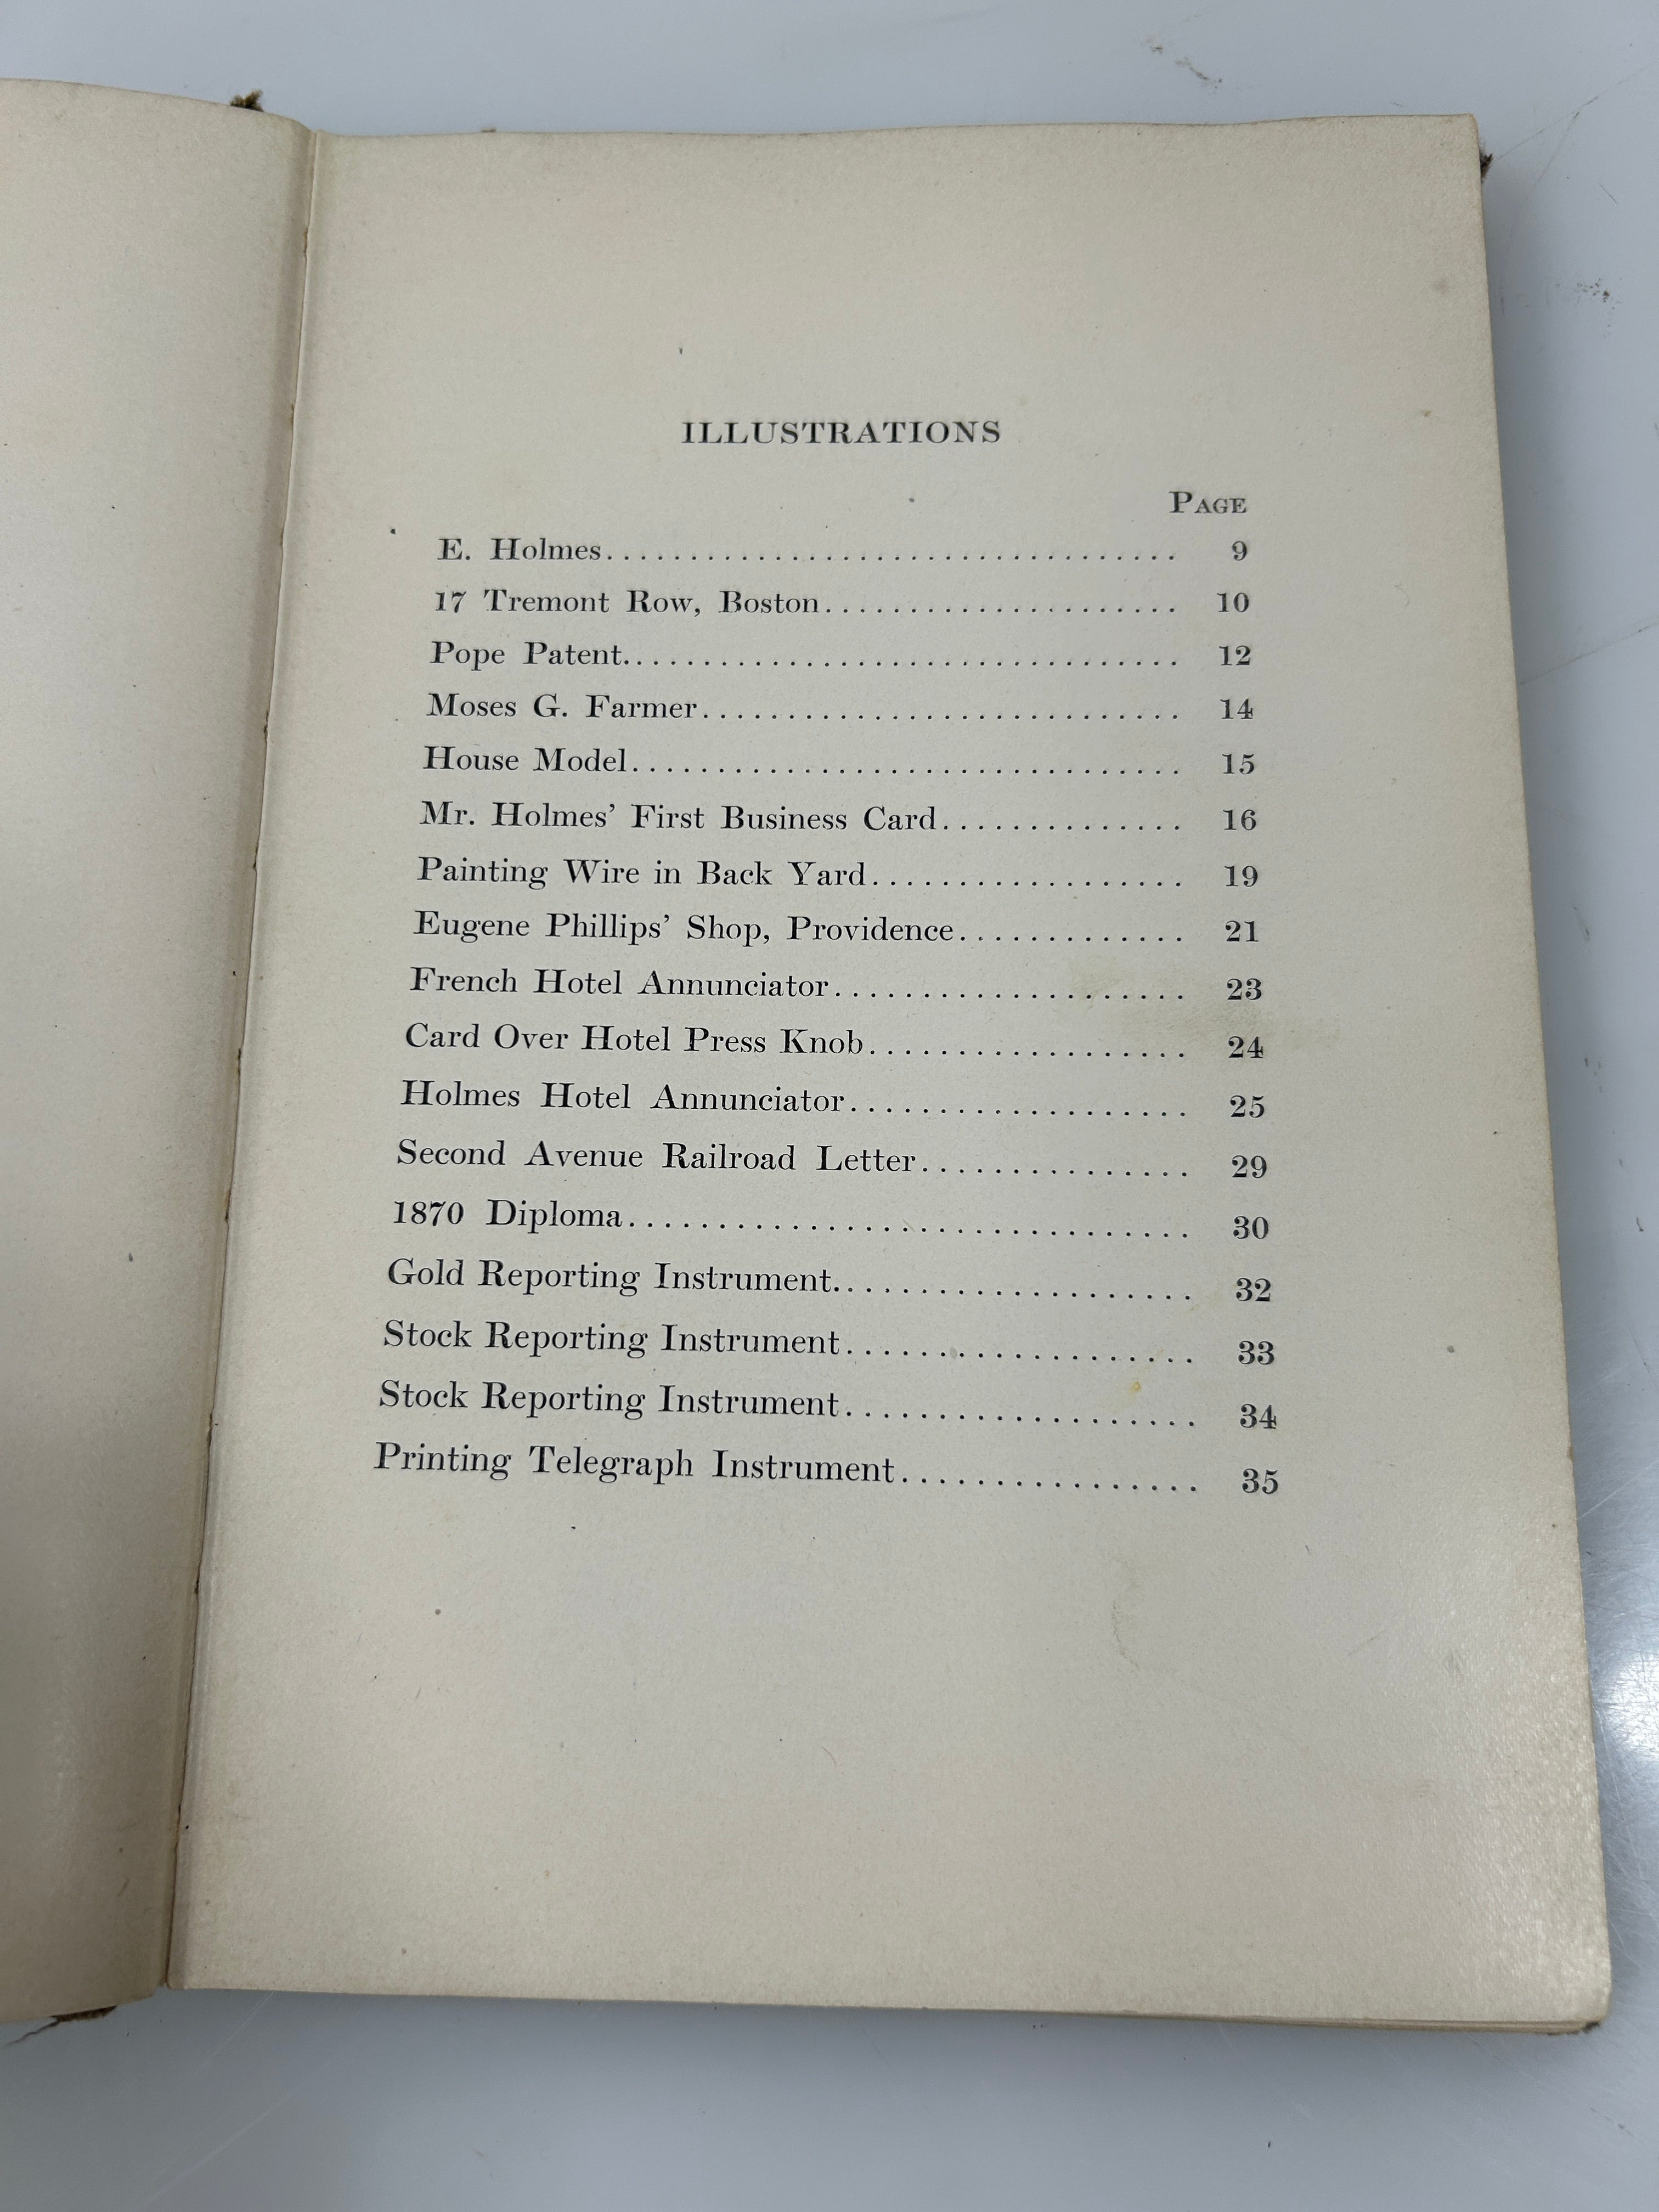 ILLUSTRATIONS
PAGE
E. Holmes.................................. 9
17 Tremont Row, Boston..................... 10
Pope Patent................................. 12
Moses G. Farmer............................ 14
House Model................................ 15
Mr. Holmes’ First Business Card.............. 16
Painting Wire in Back Yard.................. 19
Eugene Phillips’ Shop, Providence............. 21
French Hotel Annunciator.................... 23
Card Over Hotel Press Knob.................. 24
Holmes Hotel Annunciator................... 25
Second Avenue Railroad Letter............... 29
1870 Diploma............................... 30
Gold Reporting Instrument.................... 32
Stock Reporting Instrument................... 33
Stock Reporting Instrument................... 34
Printing Telegraph Instrument................ 35